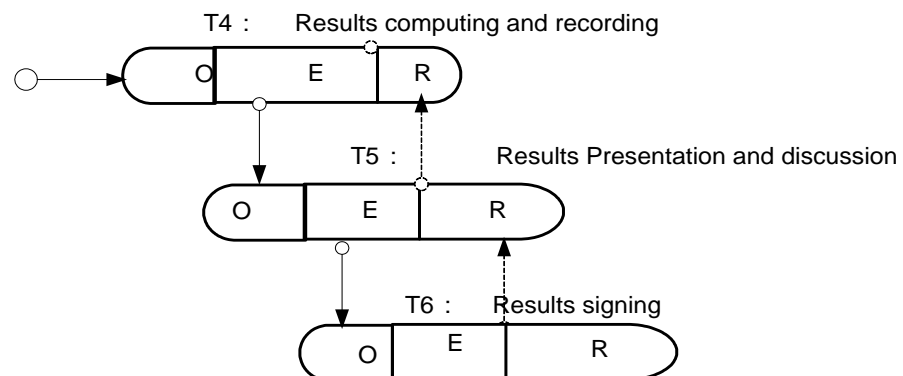 T4 : Results computing and recording
O E R
T5 : Results Presentation and discussion
O E R
T6 : Results signing
O E R